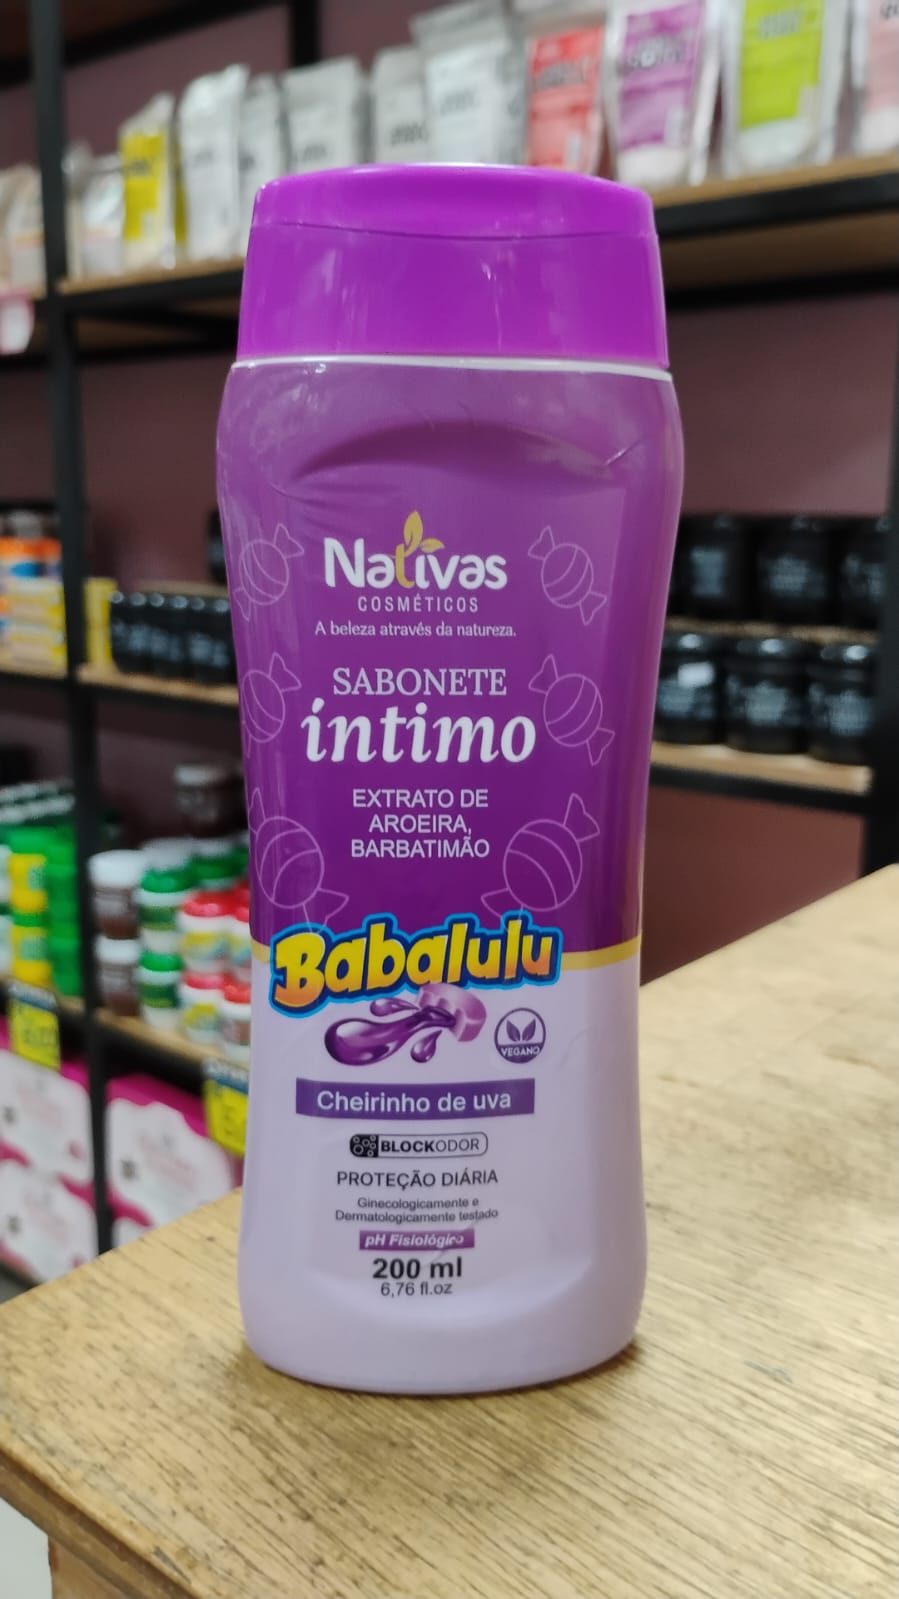 Nativas
COSMÉTICOS
A beleza através da natureza.
SABONETE
íntimo
EXTRATO DE
AROEIRA,
BARBATIMÃO
Babalulu
VEGANO
Cheirinho de uva
BLOCKODOR
PROTEÇÃO DIÁRIA
Ginecologicamente e
Dermatologicamente testado
pH Fisiológico
200 ml
6,76 fl.oz